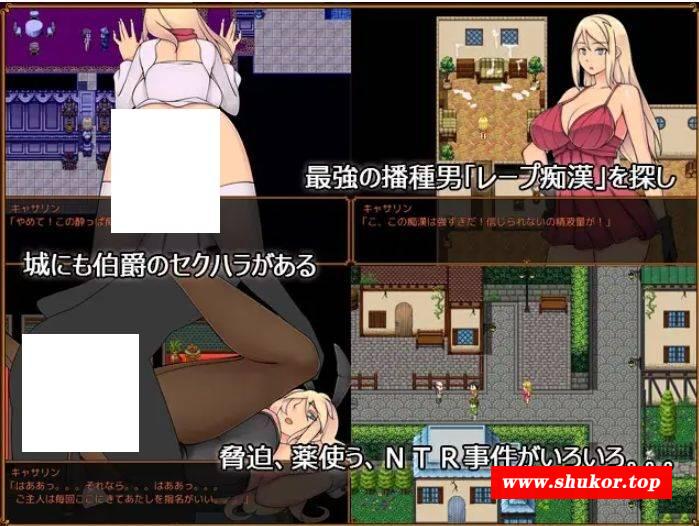 最強の播種男「レープ痴漢」を探し
キャサリン
「やめて！この酔っぱ
キャサリン
「こ、この痴漢は強すぎだ！信じられないの精液量が！」
城にも伯爵のセクハラがある
脅迫、薬使う、ＮＴＲ事件がいろいろ。。。
キャサリン
「はああっ。。。それなら。。。はああっ。。。
ご主人は毎回ここにきてあたしを指名がいい。。。」
www.shukor.top